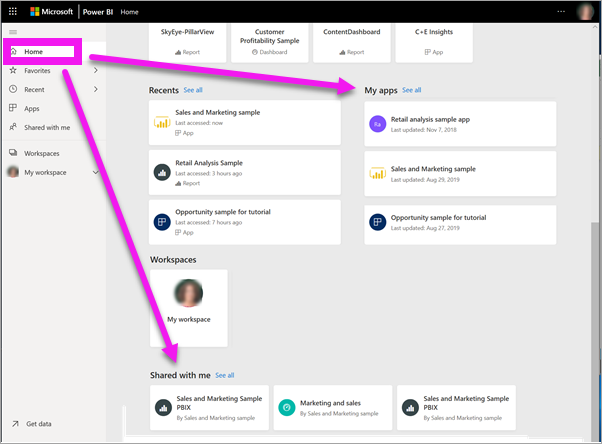 Microsoft Power BI Home
Home
Favorites
Recent
Apps
Shared with me
Workspaces
My workspace
Get data
SkyEye-PillarView
Report
Customer
Profitability Sample
Dashboard
ContentDashboard
Report
C+E Insights
App
Recents See all
Sales and Marketing sample
Last accessed: now
App
Retail Analysis Sample
Last accessed: 3 hours ago
Report
Opportunity sample for tutorial
Last accessed: 7 hours ago
App
My apps See all
Ra
Retail analysis sample app
Last updated: Nov 7, 2018
Sales and Marketing sample
Last updated: Aug 29, 2019
Opportunity sample for tutorial
Last updated: Aug 27, 2019
Workspaces
My workspace
Shared with me See all
Sales and Marketing Sample
PBIX
By Sales and Marketing sample
Marketing and sales
By Sales and Marketing sample
Sales and Marketing Sample
PBIX
By Sales and Marketing sample